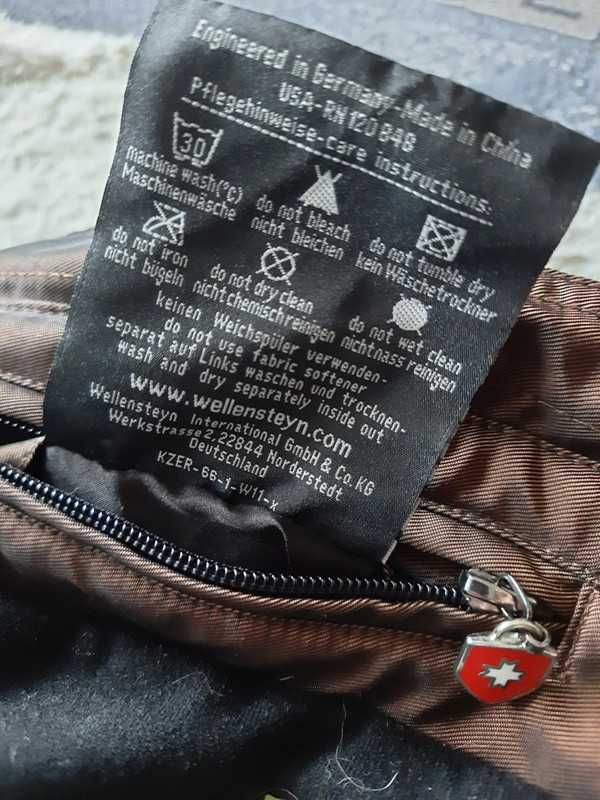 Engineered in Germany-Made in China
USA-RN 120 848
Pflegehinweise-care instructions:
30
machine wash(°C)
Maschinenwäsche
do not bleach
nicht bleichen
do not tumble dry
kein Wäschetrockner
do not iron
nicht bügeln
do not dry clean
nicht chemisch reinigen
do not wet clean
nicht nass reinigen
keinen Weichspüler verwenden-
do not use fabric softener
separat auf Links waschen und trocknen-
wash and dry separately inside out
www.wellensteyn.com
Wellensteyn International GmbH & Co. KG
Werkstrasse 2, 22844 Norderstedt
Deutschland
KZER-66-1-W11-x